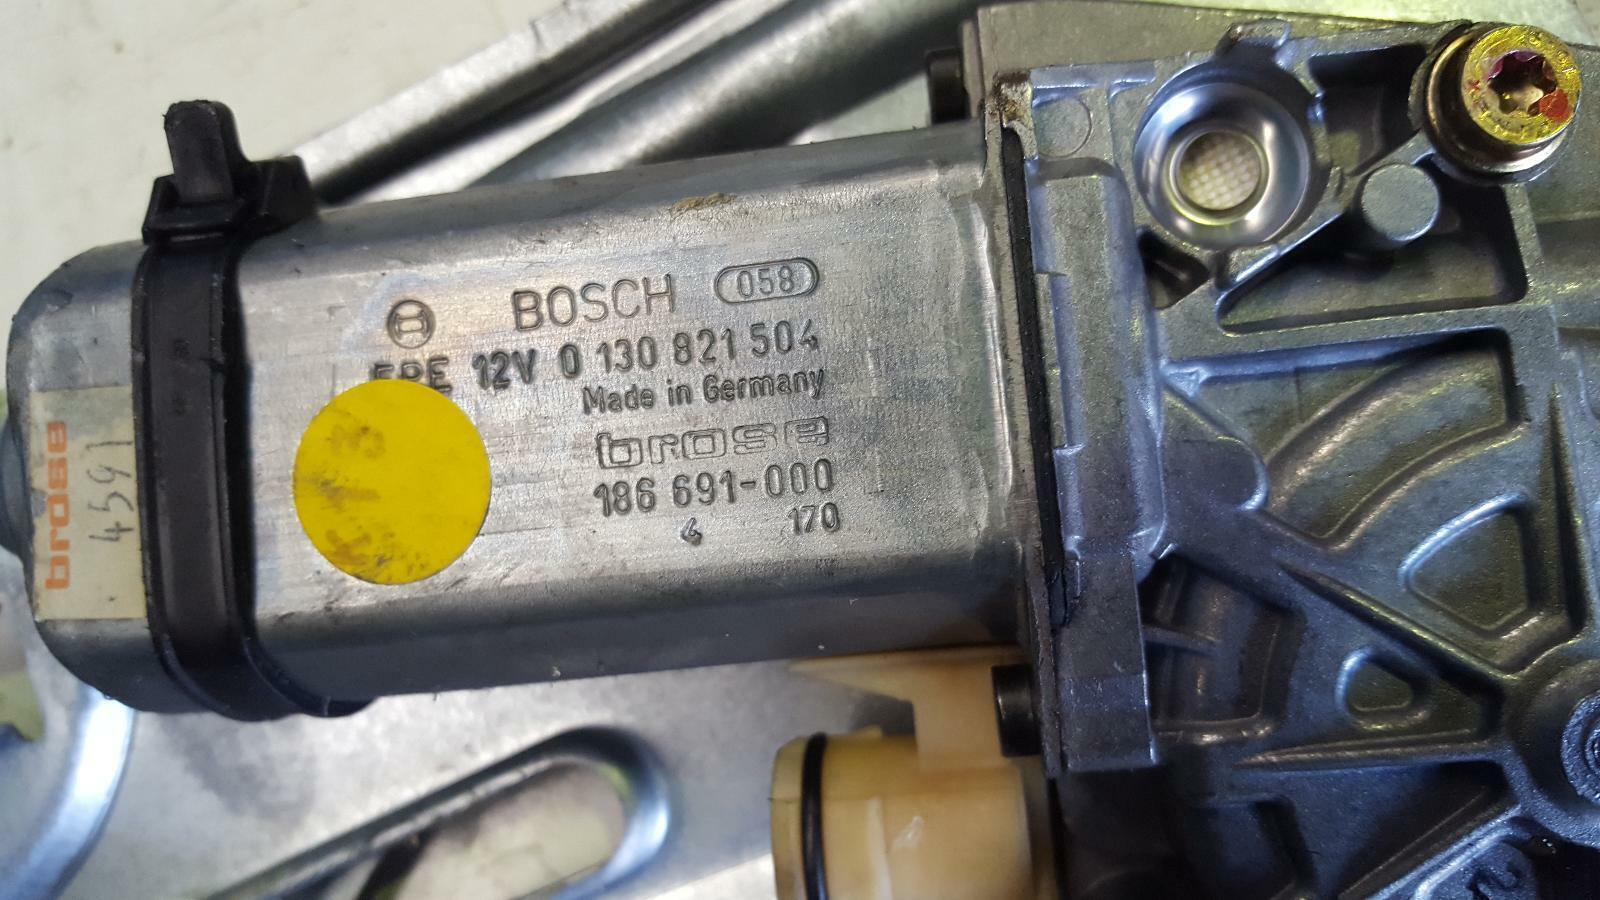 BOSCH 058
12V 0 130 821 504
Made in Germany
brose
186 691-000
170
brose
4591